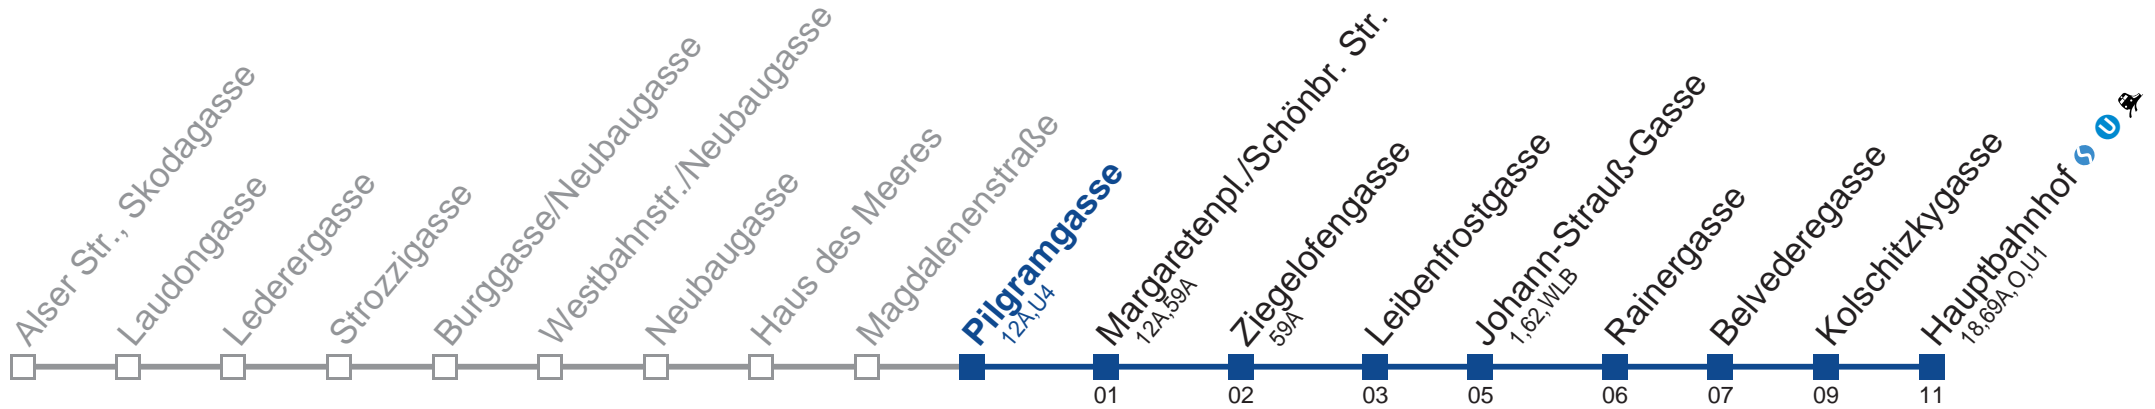 Alser Str., Skodagasse
Laudongasse
Lederergasse
Strozzigasse
Burggasse/Neubaugasse
Westbahnstr./Neubaugasse
Neubaugasse
Haus des Meeres
Magdalenenstraße
Pilgramgasse
12A,U4
Margaretenpl./Schönbr. Str.
12A,59A
01
Ziegelofengasse
59A
02
Leibenfrostgasse
03
Johann-Strauß-Gasse
1,62,WLB
05
Rainergasse
06
Belvederegasse
07
Kolschitzkygasse
09
Hauptbahnhof S U
18,69A,O,U1
11